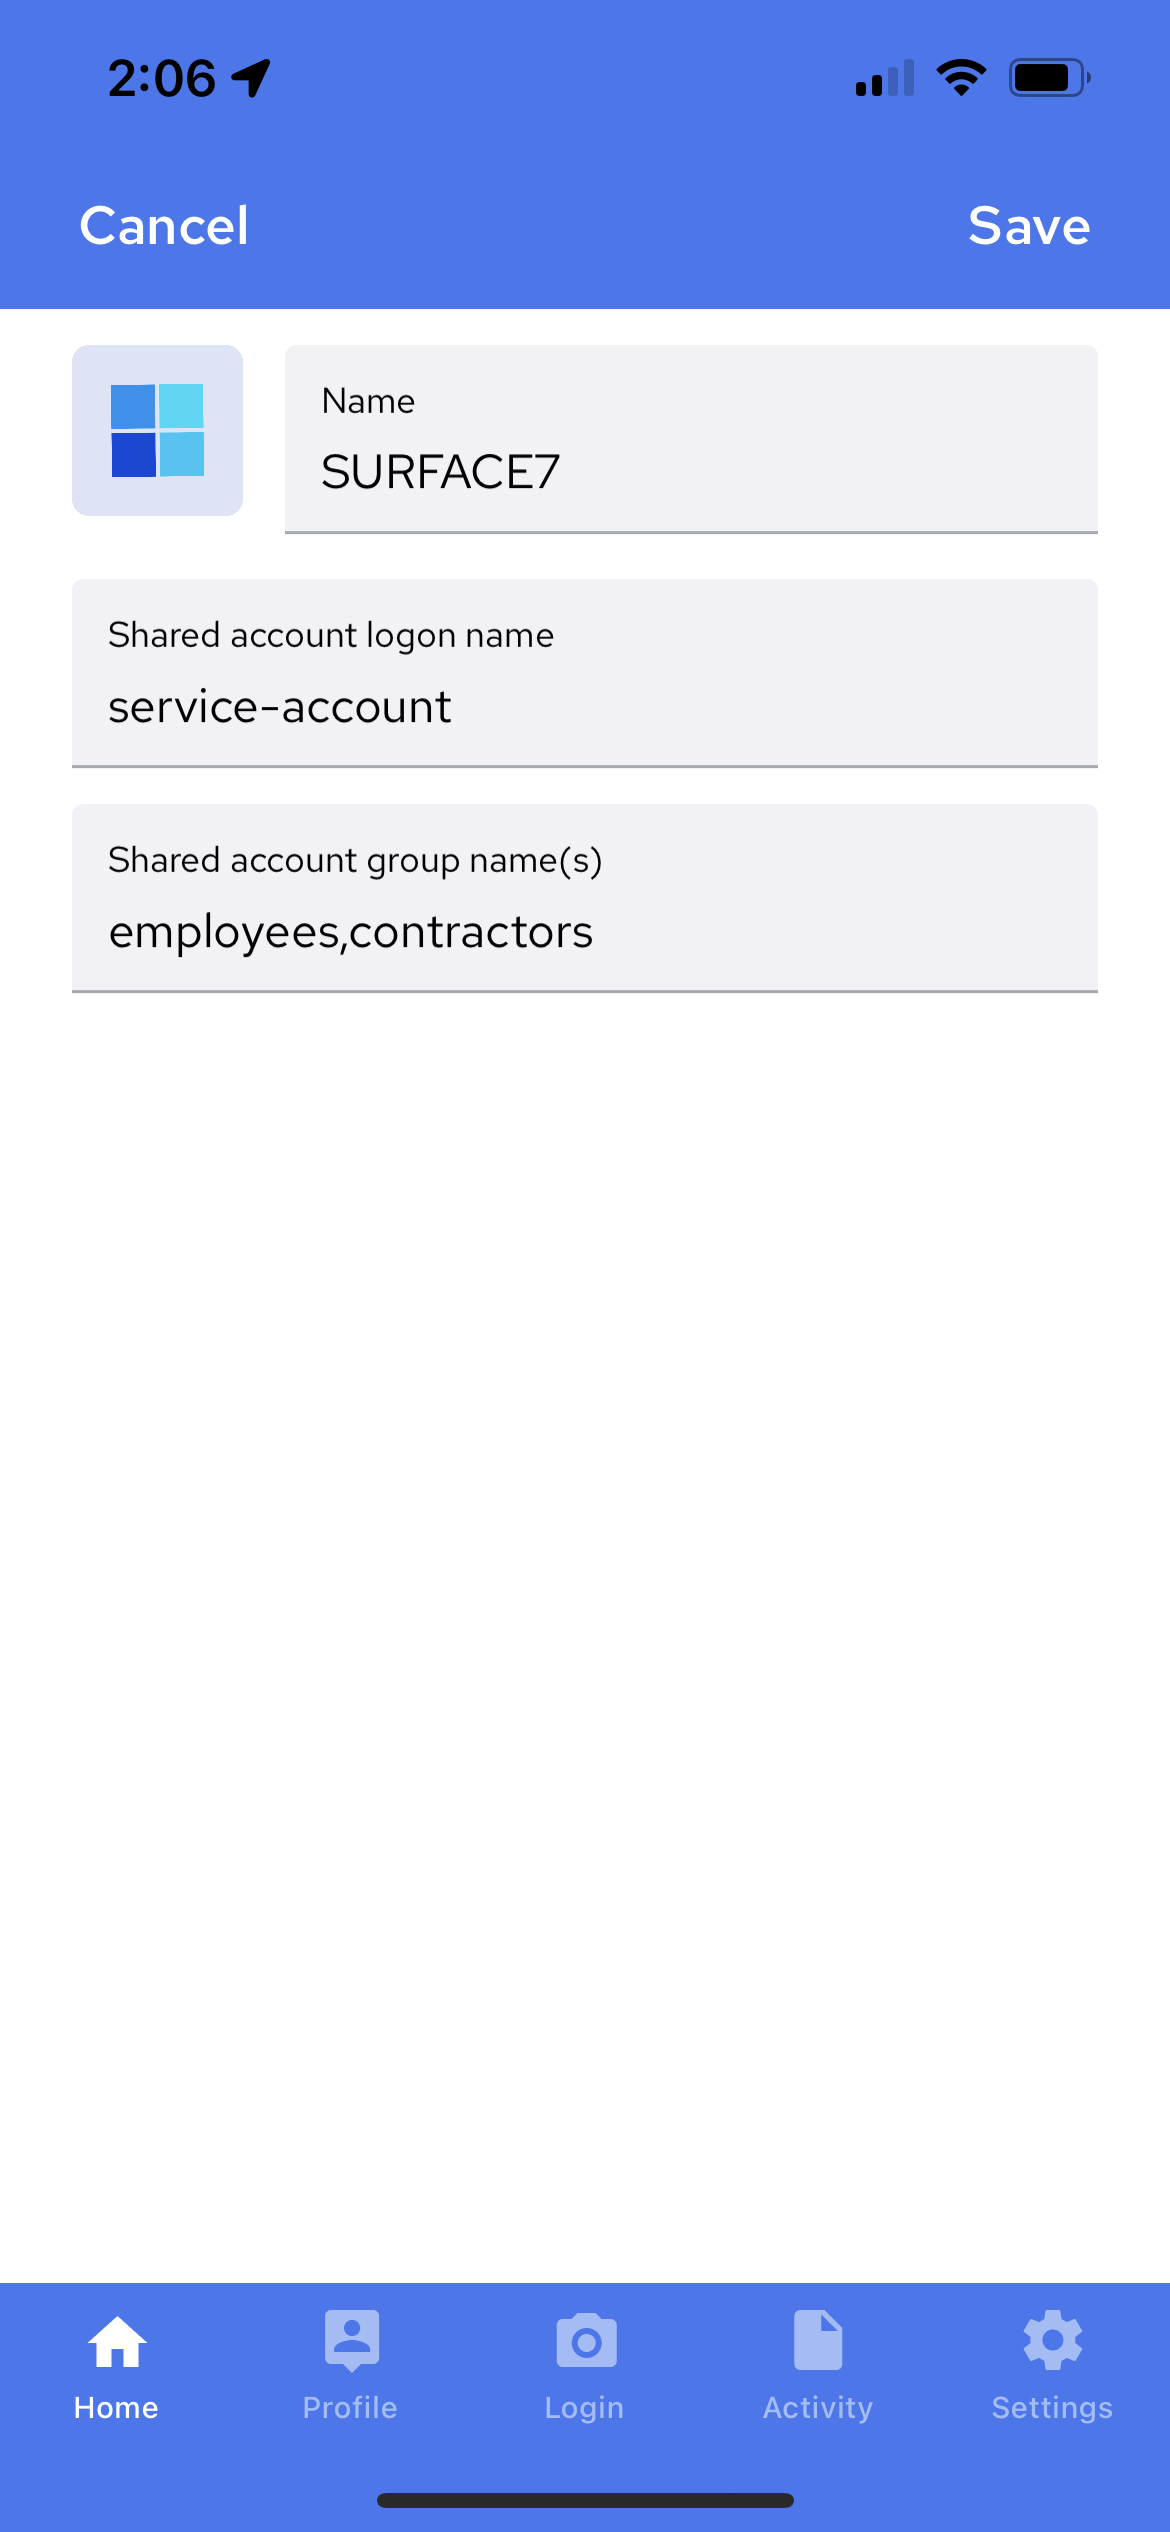 2:06
Cancel
Save
Name
SURFACE7
Shared account logon name
service-account
Shared account group name(s)
employees,contractors
Home
Profile
Login
Activity
Settings